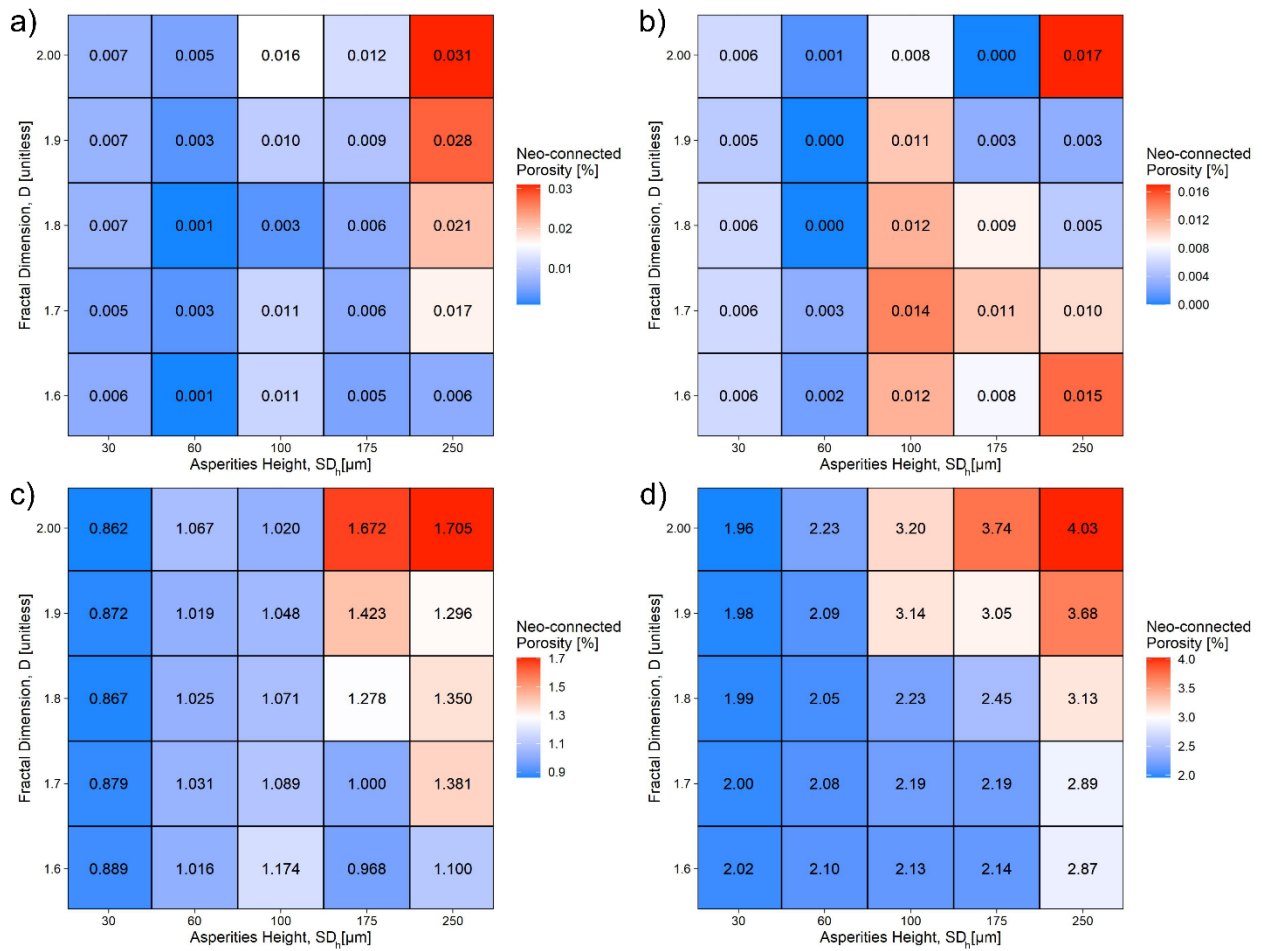 a)
Fractal Dimension, D [unitless]
2.00 0.007 0.005 0.016 0.012 0.031
1.9 0.007 0.003 0.010 0.009 0.028
1.8 0.007 0.001 0.003 0.006 0.021
1.7 0.005 0.003 0.011 0.006 0.017
1.6 0.006 0.001 0.011 0.005 0.006
30 60 100 175 250
Asperities Height, SDh[µm]
Neo-connected
Porosity [%]
0.03
0.02
0.01
b)
Fractal Dimension, D [unitless]
2.00 0.006 0.001 0.008 0.000 0.017
1.9 0.005 0.000 0.011 0.003 0.003
1.8 0.006 0.000 0.012 0.009 0.005
1.7 0.006 0.003 0.014 0.011 0.010
1.6 0.006 0.002 0.012 0.008 0.015
30 60 100 175 250
Asperities Height, SDh[µm]
Neo-connected
Porosity [%]
0.016
0.012
0.008
0.004
0.000
c)
Fractal Dimension, D [unitless]
2.00 0.862 1.067 1.020 1.672 1.705
1.9 0.872 1.019 1.048 1.423 1.296
1.8 0.867 1.025 1.071 1.278 1.350
1.7 0.879 1.031 1.089 1.000 1.381
1.6 0.889 1.016 1.174 0.968 1.100
30 60 100 175 250
Asperities Height, SDh[µm]
Neo-connected
Porosity [%]
1.7
1.5
1.3
1.1
0.9
d)
Fractal Dimension, D [unitless]
2.00 1.96 2.23 3.20 3.74 4.03
1.9 1.98 2.09 3.14 3.05 3.68
1.8 1.99 2.05 2.23 2.45 3.13
1.7 2.00 2.08 2.19 2.19 2.89
1.6 2.02 2.10 2.13 2.14 2.87
30 60 100 175 250
Asperities Height, SDh[µm]
Neo-connected
Porosity [%]
4.0
3.5
3.0
2.5
2.0